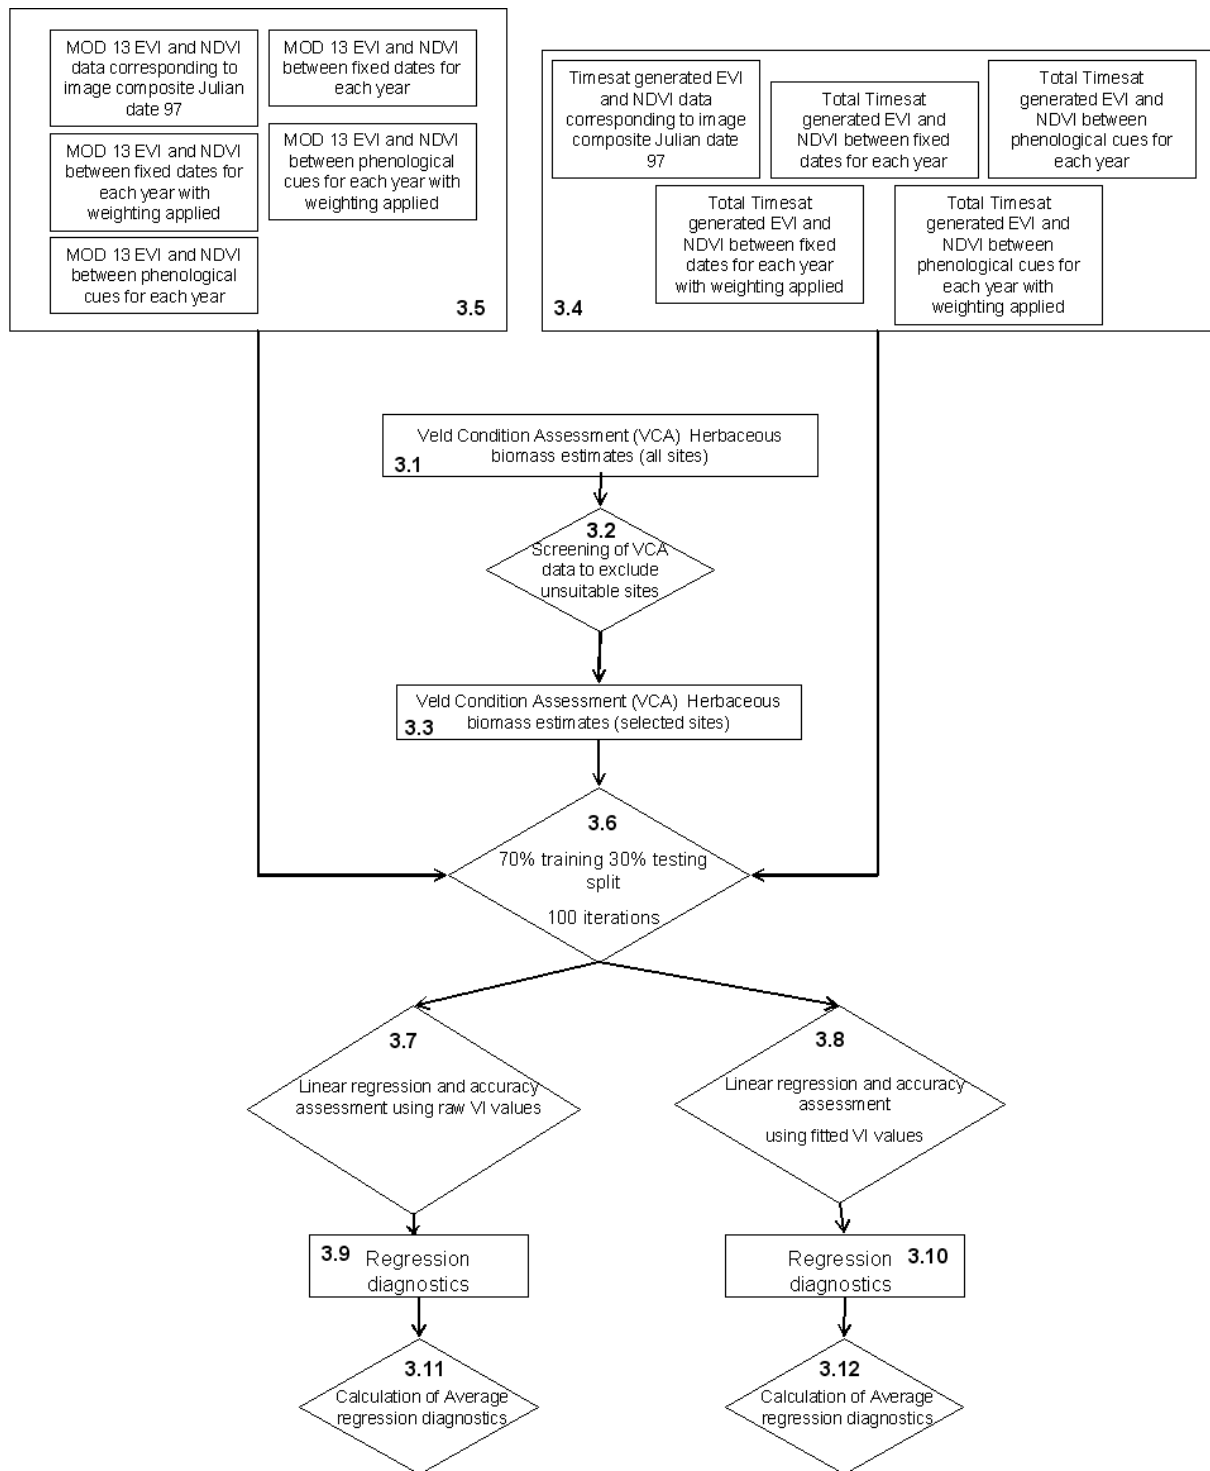 MOD 13 EVI and NDVI
data corresponding to
image composite Julian
date 97
MOD 13 EVI and NDVI
between fixed dates for
each year
MOD 13 EVI and NDVI
between fixed dates for
each year with
weighting applied
MOD 13 EVI and NDVI
between phenological
cues for each year with
weighting applied
MOD 13 EVI and NDVI
between phenological
cues for each year
3.5
Timesat generated EVI
and NDVI data
corresponding to image
composite Julian date
97
Total Timesat
generated EVI and
NDVI between fixed
dates for each year
Total Timesat
generated EVI and
NDVI between
phenological cues for
each year
Total Timesat
generated EVI and
NDVI between fixed
dates for each year
with weighting applied
Total Timesat
generated EVI and
NDVI between
phenological cues for
each year with
weighting applied
3.4
Veld Condition Assessment (VCA) Herbaceous
biomass estimates (all sites)
3.1
3.2
Screening of VCA
data to exclude
unsuitable sites
Veld Condition Assessment (VCA) Herbaceous
biomass estimates (selected sites)
3.3
3.6
70% training 30% testing
split
100 iterations
3.7
Linear regression and accuracy
assessment using raw VI values
3.8
Linear regression and accuracy
assessment
using fitted VI values
3.9 Regression
diagnostics
Regression 3.10
diagnostics
3.11
Calculation of Average
regression diagnostics
3.12
Calculation of Average
regression diagnostics